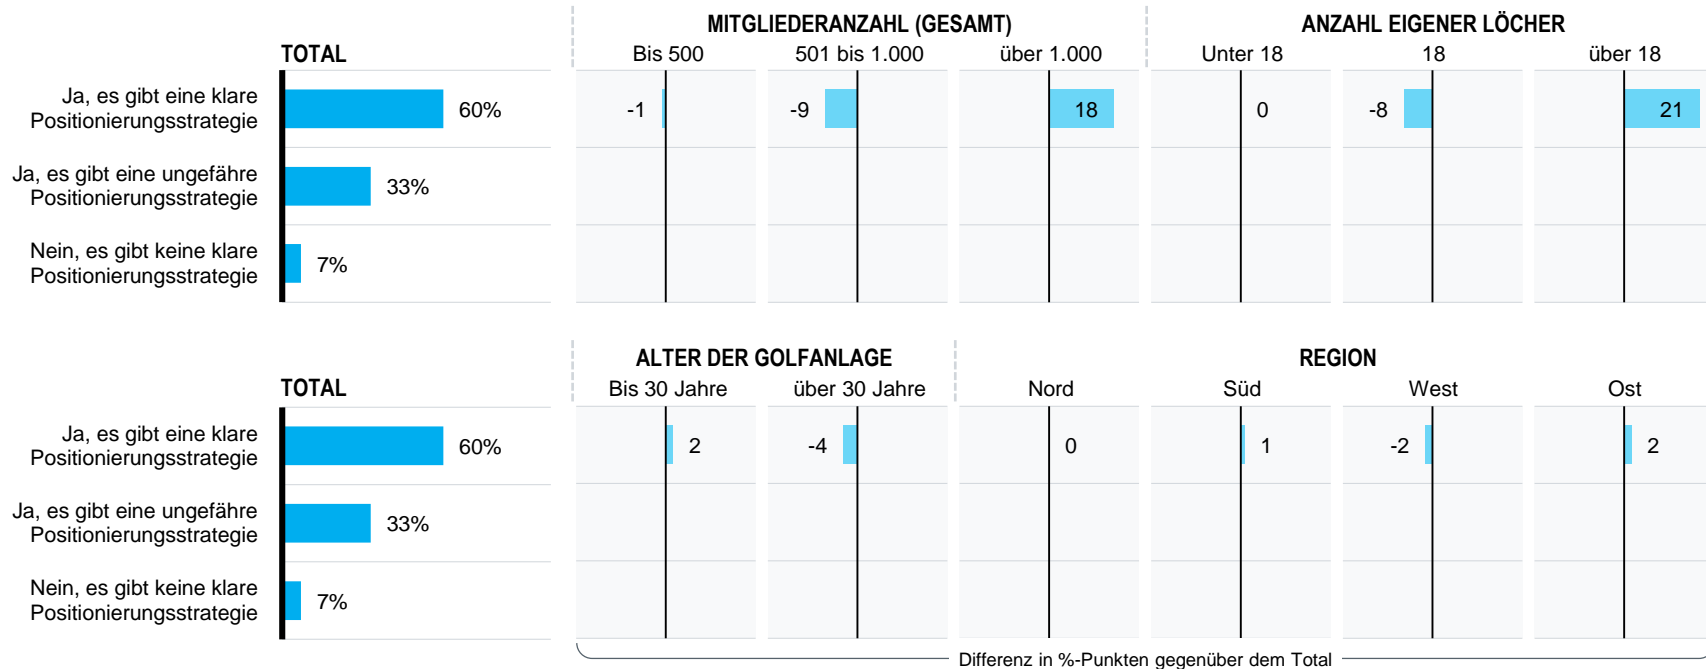 MITGLIEDERANZAHL (GESAMT)
ANZAHL EIGENER LÖCHER
TOTAL
Bis 500
501 bis 1.000
über 1.000
Unter 18
18
über 18
Ja, es gibt eine klare
Positionierungsstrategie
60%
-1
-9
18
0
-8
21
Ja, es gibt eine ungefähre
Positionierungsstrategie
33%
Nein, es gibt keine klare
Positionierungsstrategie
7%
ALTER DER GOLFANLAGE
REGION
TOTAL
Bis 30 Jahre
über 30 Jahre
Nord
Süd
West
Ost
Ja, es gibt eine klare
Positionierungsstrategie
60%
2
-4
0
1
-2
2
Ja, es gibt eine ungefähre
Positionierungsstrategie
33%
Nein, es gibt keine klare
Positionierungsstrategie
7%
Differenz in %-Punkten gegenüber dem Total